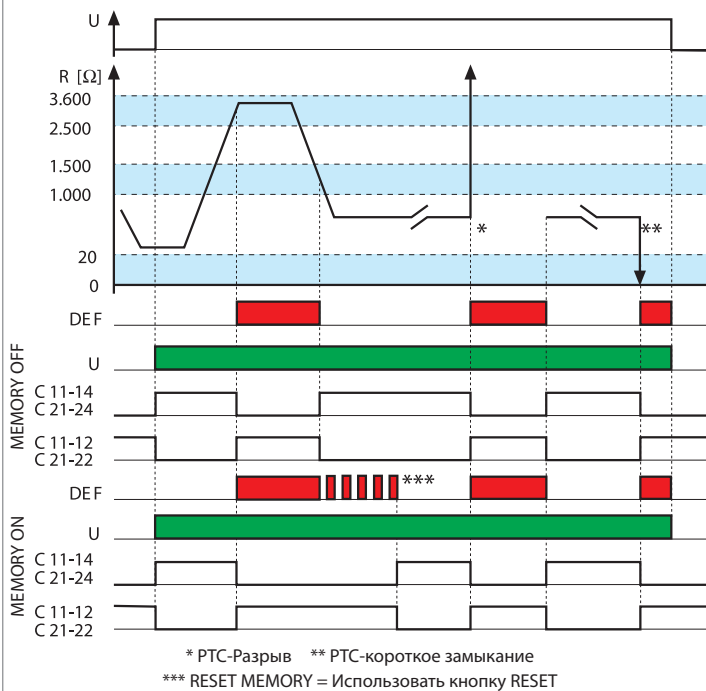 U
R [Ω]
3.600
2.500
1.500
1.000
*
**
20
0
MEMORY OFF
DEF
U
C 11-14
C 21-24
C 11-12
C 21-22
MEMORY ON
DEF
***
U
C 11-14
C 21-24
C 11-12
C 21-22
* PTC-Разрыв ** PTC-короткое замыкание
*** RESET MEMORY = Использовать кнопку RESET